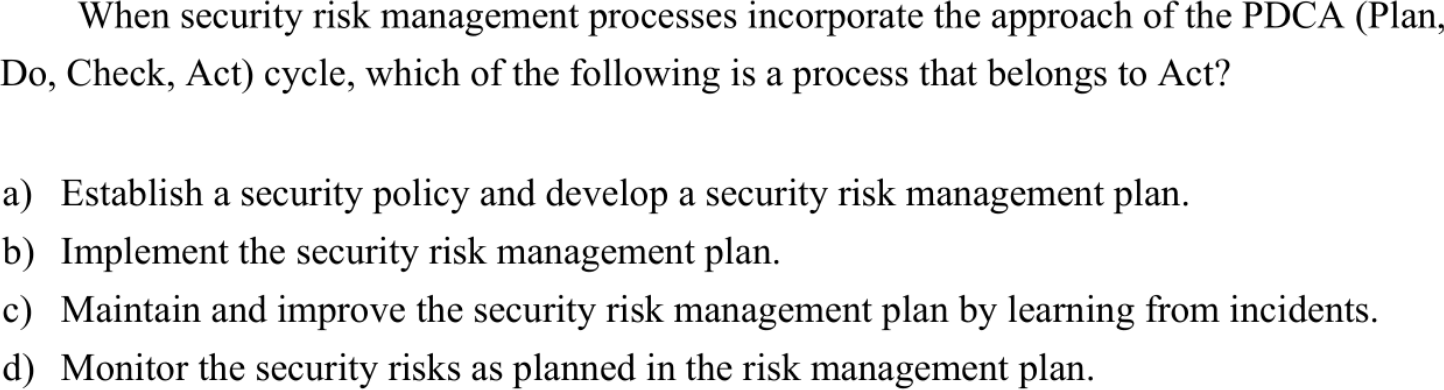 When security risk management processes incorporate the approach of the PDCA (Plan,
Do, Check, Act) cycle, which of the following is a process that belongs to Act?
a) Establish a security policy and develop a security risk management plan.
b) Implement the security risk management plan.
c) Maintain and improve the security risk management plan by learning from incidents.
d) Monitor the security risks as planned in the risk management plan.